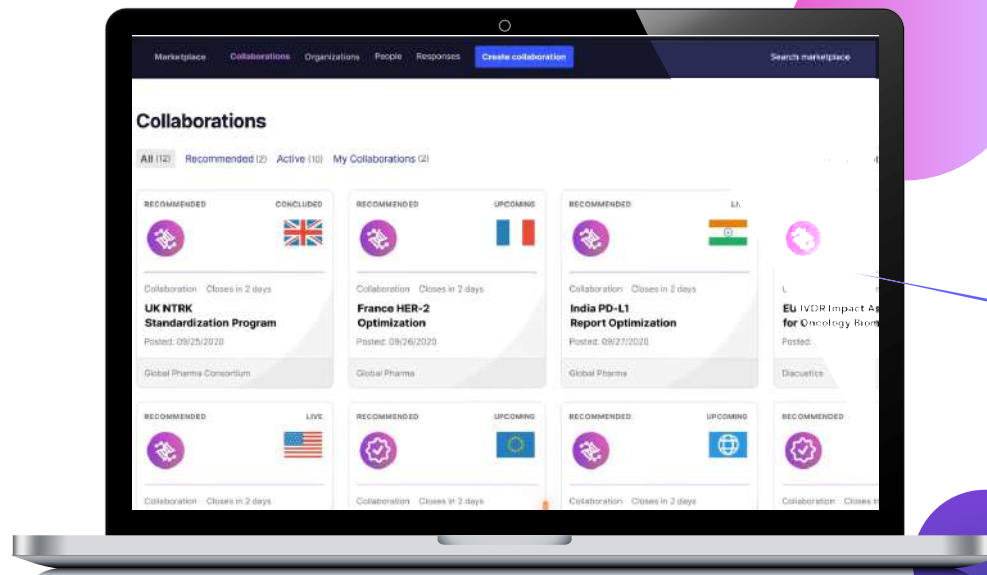 Marketplace Collaborations Organizations People Responses Create collaboration Search marketplace
Collaborations
All (12) Recommended (2) Active (10) My Collaborations (2)
RECOMMENDED CONCLUDED
Collaboration Closes in 2 days
UK NTRK
Standardization Program
Posted: 09/25/2020
Global Pharma Consortium
RECOMMENDED UPCOMING
Collaboration Closes in 2 days
France HER-2
Optimization
Posted: 09/26/2020
Global Pharma
RECOMMENDED
Collaboration Closes in 2 days
India PD-L1
Report Optimization
Posted: 09/27/2020
Global Pharma
EU IVDR Impact
for Oncology
Posted:
RECOMMENDED LIVE
Collaboration Closes in 2 days
RECOMMENDED UPCOMING
Collaboration Closes in 2 days
RECOMMENDED UPCOMING
Collaboration Closes in 2 days
RECOMMENDED
Collaboration Closes in